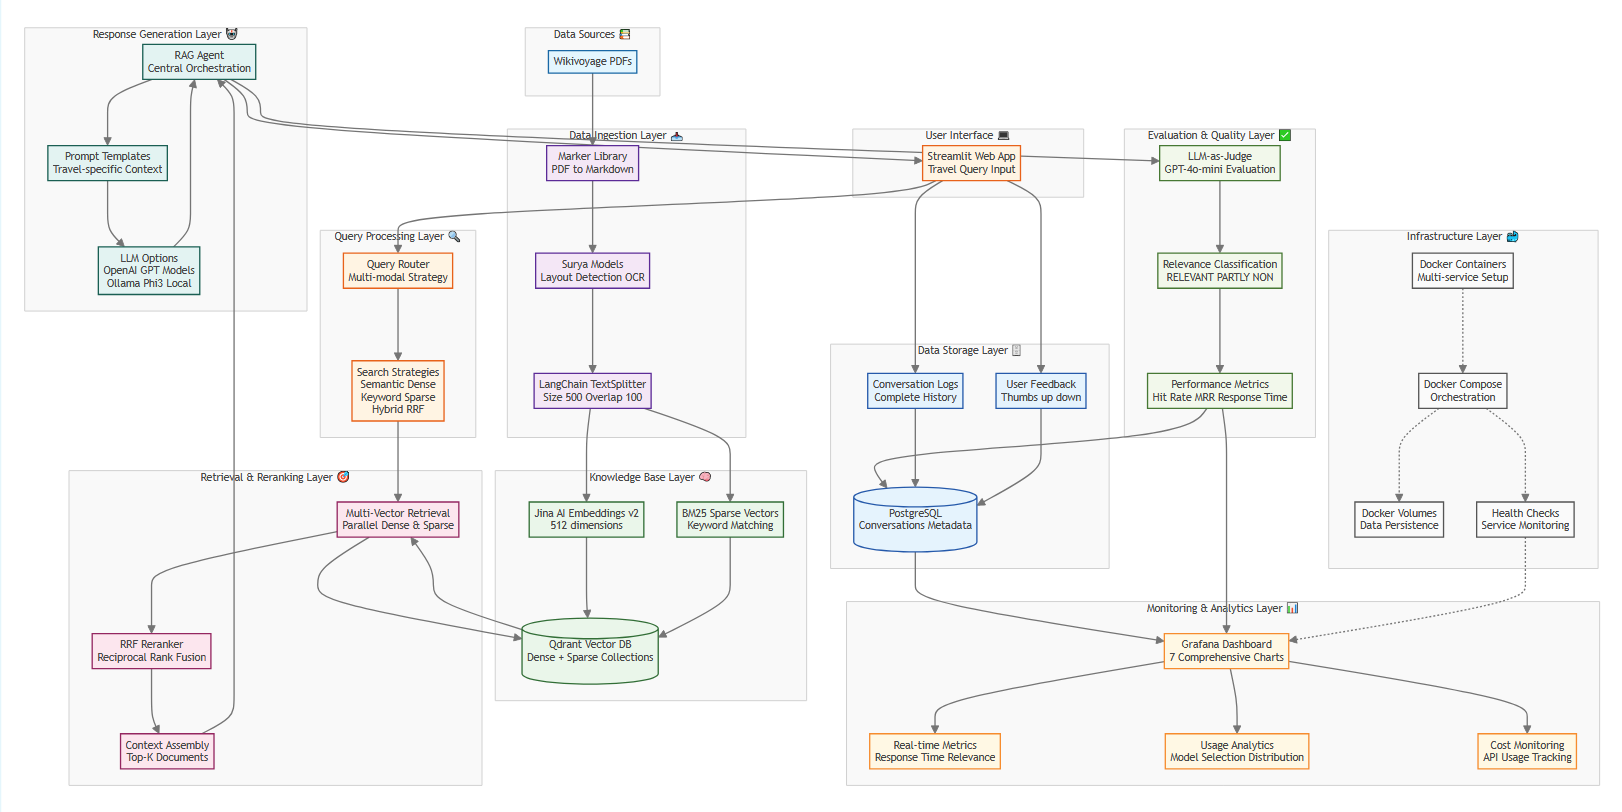 Response Generation Layer
RAG Agent
Central Orchestration
Prompt Templates
Travel-specific Context
LLM Options
OpenAI GPT Models
Ollama Phi3 Local
Data Sources
Wikivoyage PDFs
Data Ingestion Layer
Marker Library
PDF to Markdown
Surya Models
Layout Detection OCR
LangChain TextSplitter
Size 500 Overlap 100
User Interface
Streamlit Web App
Travel Query Input
Evaluation & Quality Layer
LLM-as-Judge
GPT-4o-mini Evaluation
Relevance Classification
RELEVANT PARTLY NON
Performance Metrics
Hit Rate MRR Response Time
Query Processing Layer
Query Router
Multi-modal Strategy
Search Strategies
Semantic Dense
Keyword Sparse
Hybrid RRF
Infrastructure Layer
Docker Containers
Multi-service Setup
Docker Compose
Orchestration
Docker Volumes
Data Persistence
Health Checks
Service Monitoring
Data Storage Layer
Conversation Logs
Complete History
User Feedback
Thumbs up down
PostgreSQL
Conversations Metadata
Retrieval & Reranking Layer
Multi-Vector Retrieval
Parallel Dense & Sparse
RRF Reranker
Reciprocal Rank Fusion
Context Assembly
Top-K Documents
Knowledge Base Layer
Jina AI Embeddings v2
512 dimensions
BM25 Sparse Vectors
Keyword Matching
Qdrant Vector DB
Dense + Sparse Collections
Monitoring & Analytics Layer
Grafana Dashboard
7 Comprehensive Charts
Real-time Metrics
Response Time Relevance
Usage Analytics
Model Selection Distribution
Cost Monitoring
API Usage Tracking